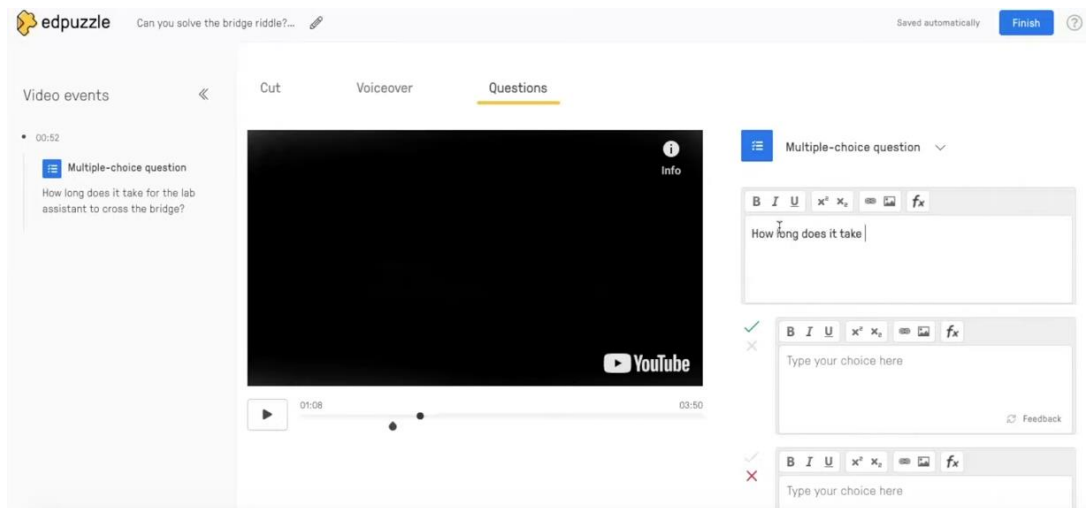 edpuzzle
Can you solve the bridge riddle?...
Saved automatically
Finish
?
Video events
«
Cut
Voiceover
Questions
00:52
Multiple-choice question
How long does it take for the lab
assistant to cross the bridge?
i
Info
YouTube
01:08
03:50
Multiple-choice question
B I U x² x₂ fx
How long does it take
B I U x² x₂ fx
Type your choice here
Feedback
B I U x² x₂ fx
Type your choice here